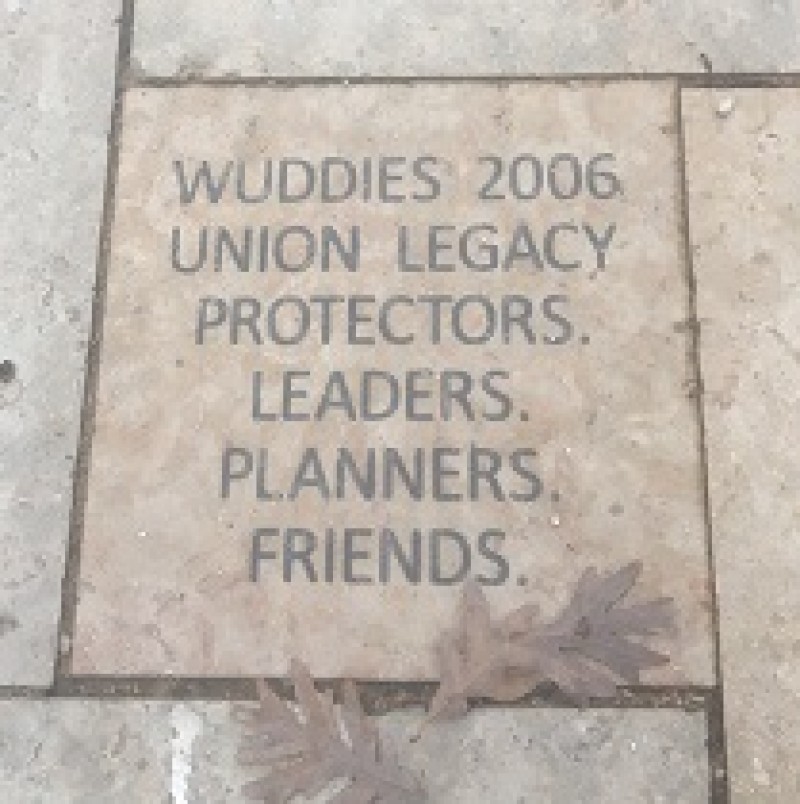 WUDDIES 2006
UNION LEGACY
PROTECTORS.
LEADERS.
PLANNERS.
FRIENDS.